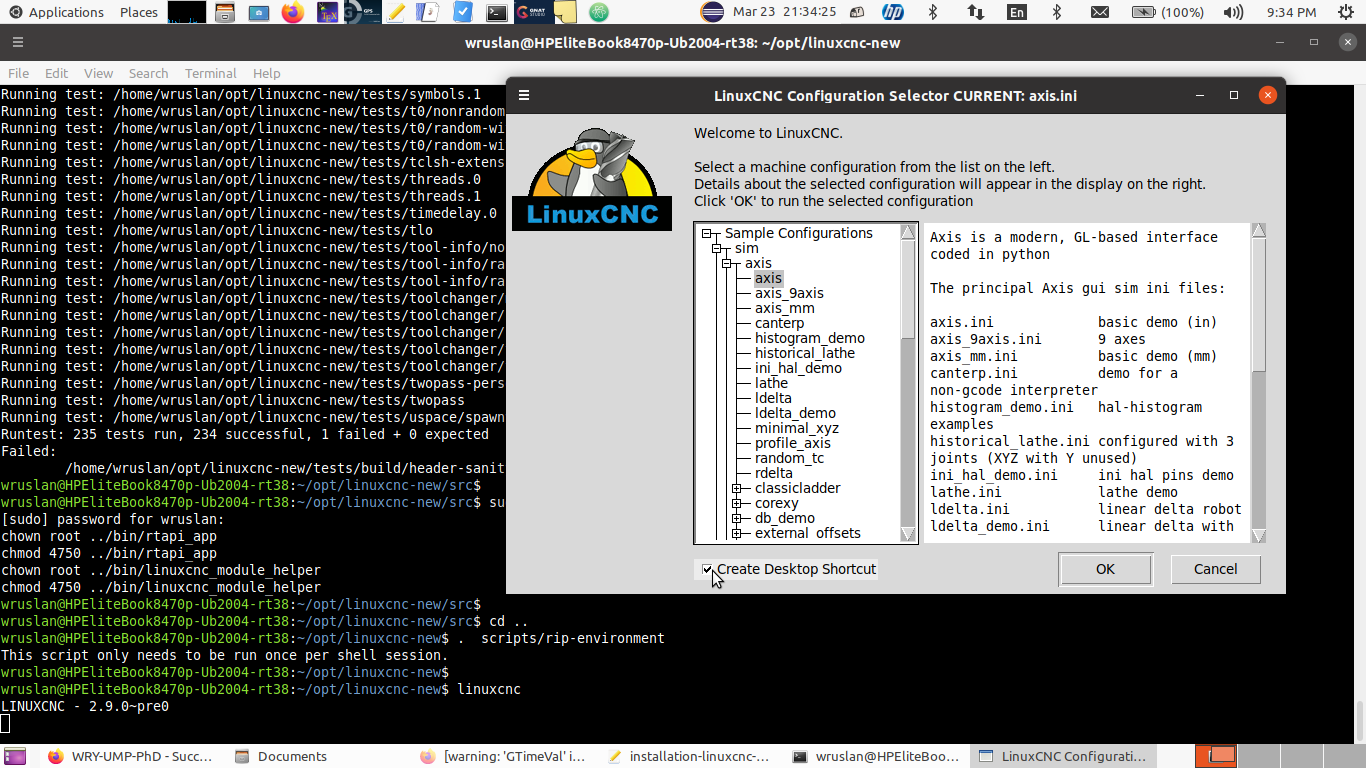 Applications Places Mar 23 21:34:25 En (100%) 9:34 PM
wruslan@HPEliteBook8470p-Ub2004-rt38: ~/opt/linuxcnc-new
File Edit View Search Terminal Help
Running test: /home/wruslan/opt/linuxcnc-new/tests/symbols.1
Running test: /home/wruslan/opt/linuxcnc-new/tests/t0/nonrandom
Running test: /home/wruslan/opt/linuxcnc-new/tests/t0/random-wi
Running test: /home/wruslan/opt/linuxcnc-new/tests/t0/random-wi
Running test: /home/wruslan/opt/linuxcnc-new/tests/tclsh-extens
Running test: /home/wruslan/opt/linuxcnc-new/tests/threads.0
Running test: /home/wruslan/opt/linuxcnc-new/tests/threads.1
Running test: /home/wruslan/opt/linuxcnc-new/tests/timedelay.0
Running test: /home/wruslan/opt/linuxcnc-new/tests/tlo
Running test: /home/wruslan/opt/linuxcnc-new/tests/tool-info/no
Running test: /home/wruslan/opt/linuxcnc-new/tests/tool-info/ra
Running test: /home/wruslan/opt/linuxcnc-new/tests/tool-info/ra
Running test: /home/wruslan/opt/linuxcnc-new/tests/toolchanger/
Running test: /home/wruslan/opt/linuxcnc-new/tests/toolchanger/
Running test: /home/wruslan/opt/linuxcnc-new/tests/toolchanger/
Running test: /home/wruslan/opt/linuxcnc-new/tests/toolchanger/
Running test: /home/wruslan/opt/linuxcnc-new/tests/toolchanger/
Running test: /home/wruslan/opt/linuxcnc-new/tests/twopass-pers
Running test: /home/wruslan/opt/linuxcnc-new/tests/twopass
Running test: /home/wruslan/opt/linuxcnc-new/tests/uspace/spawn
Runtest: 235 tests run, 234 successful, 1 failed + 0 expected
Failed:
/home/wruslan/opt/linuxcnc-new/tests/build/header-sanit
wruslan@HPEliteBook8470p-Ub2004-rt38:~/opt/linuxcnc-new/src$
wruslan@HPEliteBook8470p-Ub2004-rt38:~/opt/linuxcnc-new/src$ su
[sudo] password for wruslan:
chown root ../bin/rtapi_app
chmod 4750 ../bin/rtapi_app
chown root ../bin/linuxcnc_module_helper
chmod 4750 ../bin/linuxcnc_module_helper
wruslan@HPEliteBook8470p-Ub2004-rt38:~/opt/linuxcnc-new/src$
wruslan@HPEliteBook8470p-Ub2004-rt38:~/opt/linuxcnc-new/src$ cd ..
wruslan@HPEliteBook8470p-Ub2004-rt38:~/opt/linuxcnc-new$ . scripts/rip-environment
This script only needs to be run once per shell session.
wruslan@HPEliteBook8470p-Ub2004-rt38:~/opt/linuxcnc-new$
wruslan@HPEliteBook8470p-Ub2004-rt38:~/opt/linuxcnc-new$ linuxcnc
LINUXCNC - 2.9.0~pre0
LinuxCNC Configuration Selector CURRENT: axis.ini
LinuxCNC
Welcome to LinuxCNC.
Select a machine configuration from the list on the left.
Details about the selected configuration will appear in the display on the right.
Click 'OK' to run the selected configuration
Sample Configurations
sim
axis
axis
axis_9axis
axis_mm
canterp
histogram_demo
historical_lathe
ini_hal_demo
lathe
ldelta
ldelta_demo
minimal_xyz
profile_axis
random_tc
rdelta
classicladder
corexy
db_demo
external_offsets
Axis is a modern, GL-based interface
coded in python
The principal Axis gui sim ini files:
axis.ini basic demo (in)
axis_9axis.ini 9 axes
axis_mm.ini basic demo (mm)
canterp.ini demo for a
non-gcode interpreter
histogram_demo.ini hal-histogram
examples
historical_lathe.ini configured with 3
joints (XYZ with Y unused)
ini_hal_demo.ini ini hal pins demo
lathe.ini lathe demo
ldelta.ini linear delta robot
ldelta_demo.ini linear delta with
Create Desktop Shortcut
OK Cancel
WRY-UMP-PhD - Succ... Documents [warning: 'GTimeVal' i... installation-linuxcnc-... wruslan@HPEliteBoo... LinuxCNC Configurati...